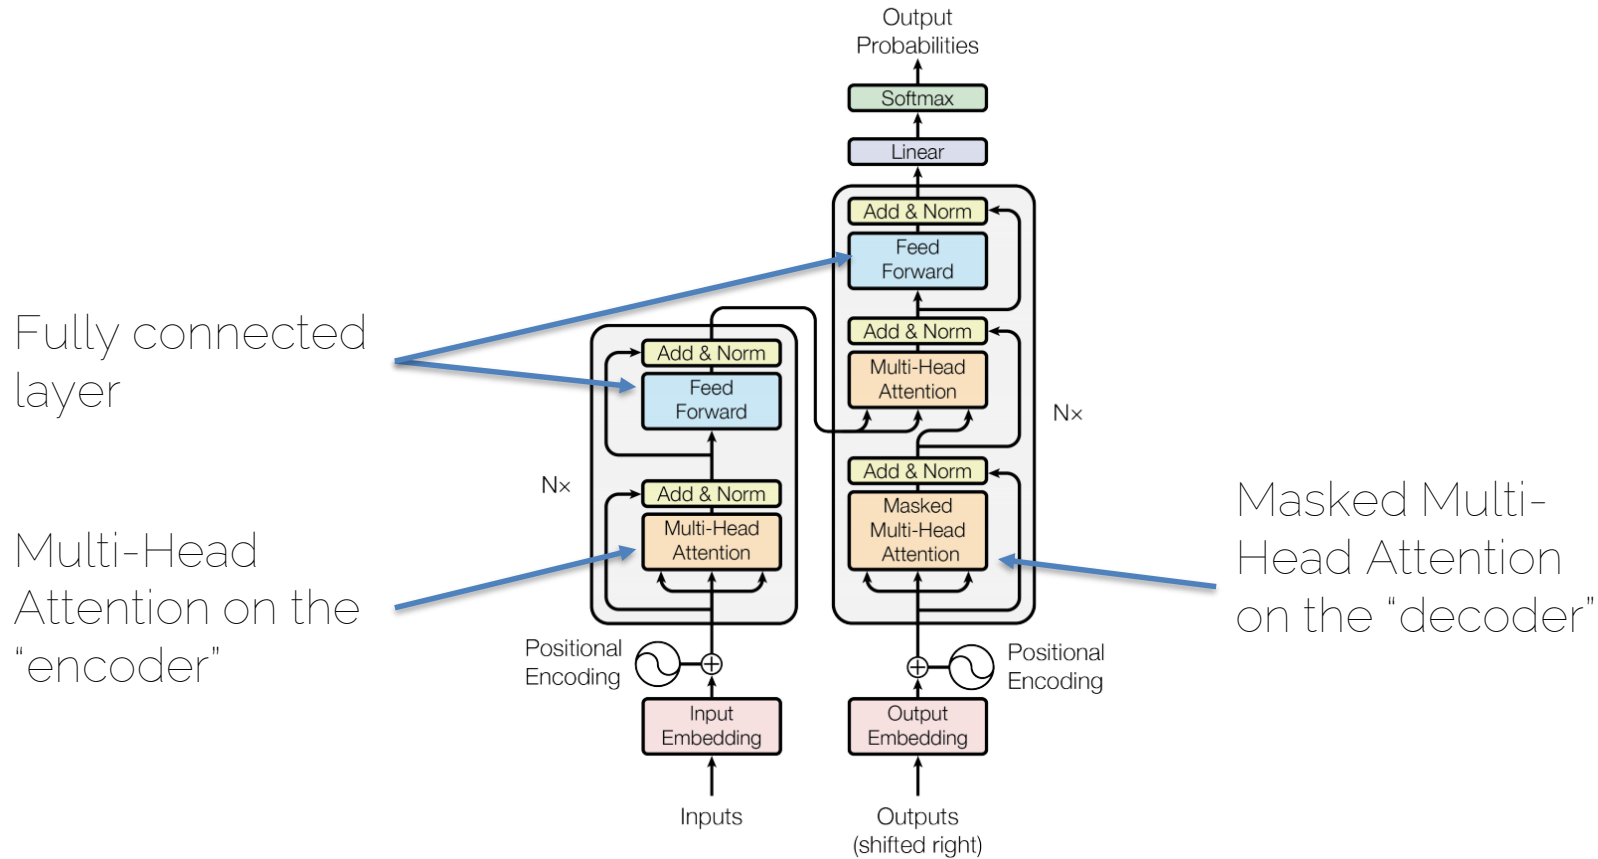 Output
Probabilities
Softmax
Linear
Add & Norm
Feed
Forward
Add & Norm
Multi-Head
Attention
N×
Add & Norm
Masked
Multi-Head
Attention
Positional
Encoding
Output
Embedding
Outputs
(shifted right)
Add & Norm
Feed
Forward
N×
Add & Norm
Multi-Head
Attention
Positional
Encoding
Input
Embedding
Inputs
Fully connected
layer
Multi-Head
Attention on the
“encoder”
Masked Multi-
Head Attention
on the “decoder”